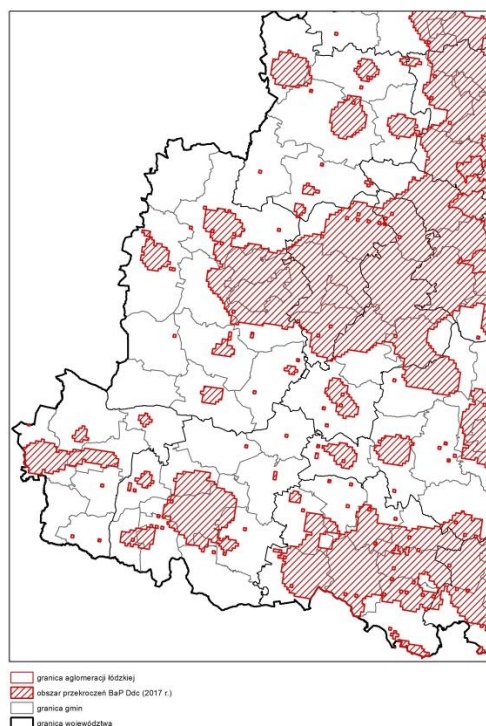 granica aglomeracji łódzkiej
obszar przekroczeń BaP Ddc (2017 r.)
granica gmin
granica województwa